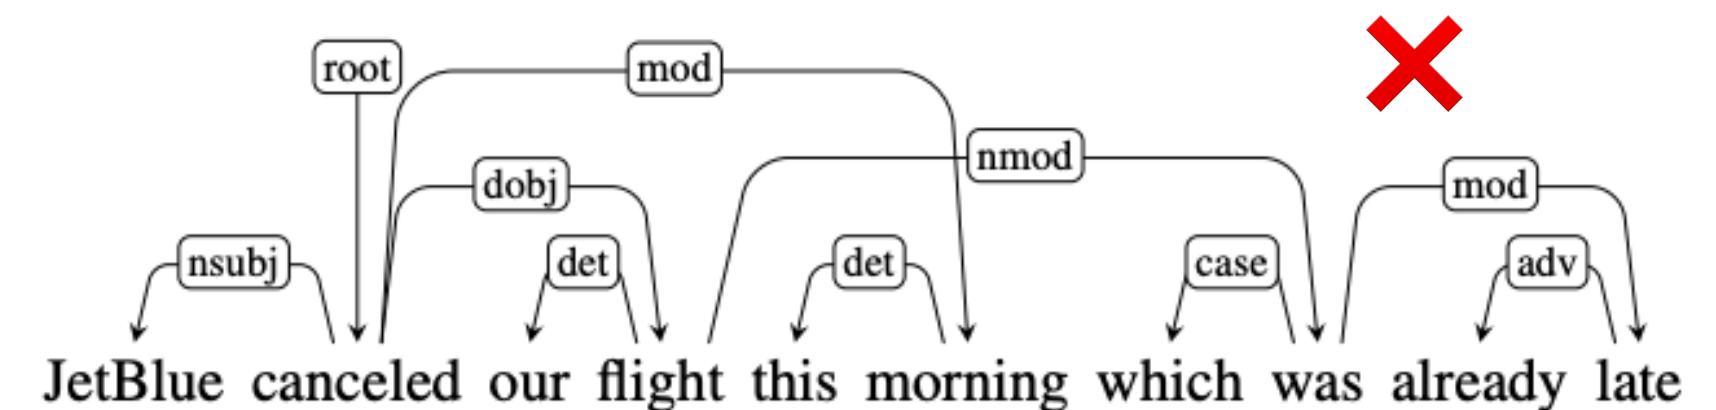 root mod
nmod
dobj mod
nsubj det det case adv
JetBlue canceled our flight this morning which was already late